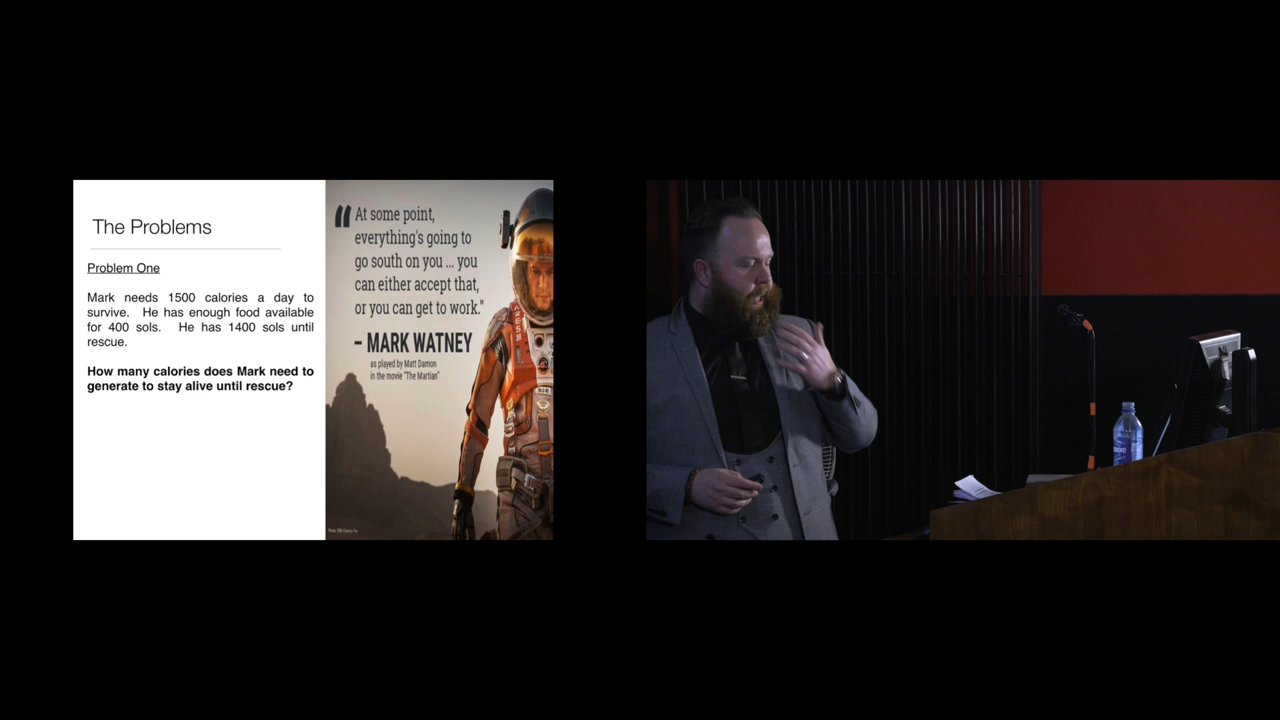 The Problems
Problem One
Mark needs 1500 calories a day to
survive. He has enough food available
for 400 sols. He has 1400 sols until
rescue.
How many calories does Mark need to
generate to stay alive until rescue?
“At some point,
everything's going to
go south on you ... you
can either accept that,
or you can get to work."
– MARK WATNEY
as played by Matt Damon
in the movie "The Martian"